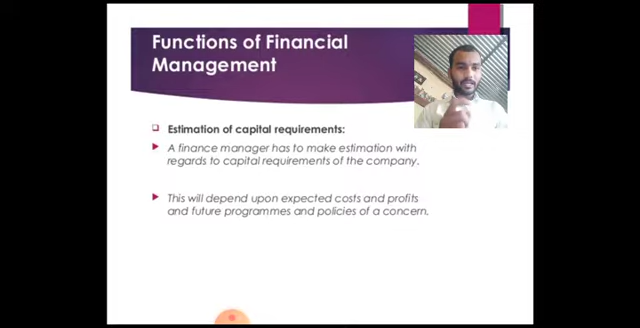 Functions of Financial
Management
Estimation of capital requirements:
A finance manager has to make estimation with
regards to capital requirements of the company.
This will depend upon expected costs and profits
and future programmes and policies of a concern.